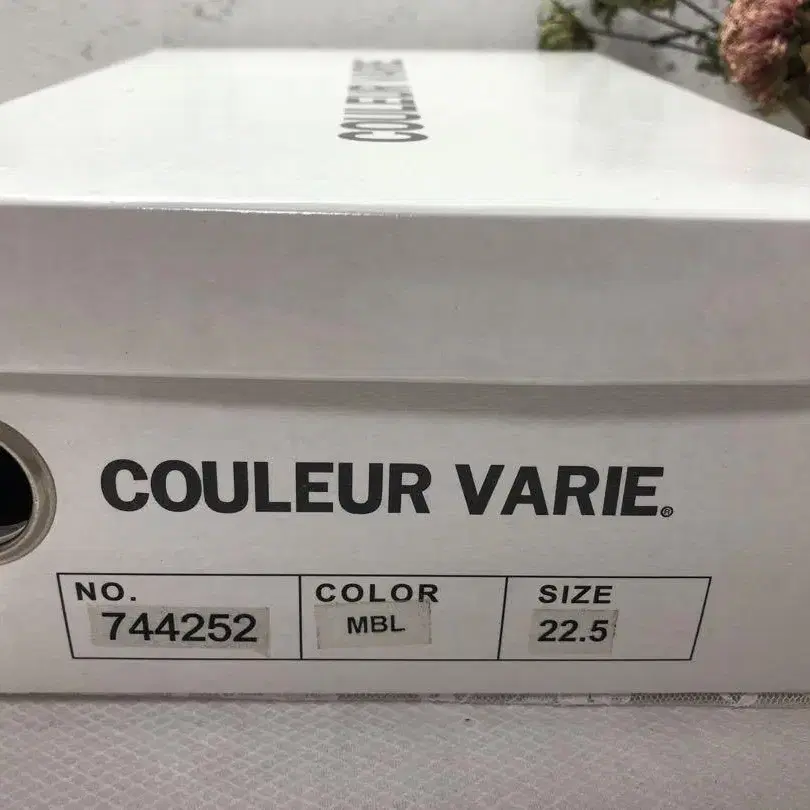 COULEUR VARIE
COULEUR VARIE®
NO. COLOR SIZE
744252 MBL 22.5